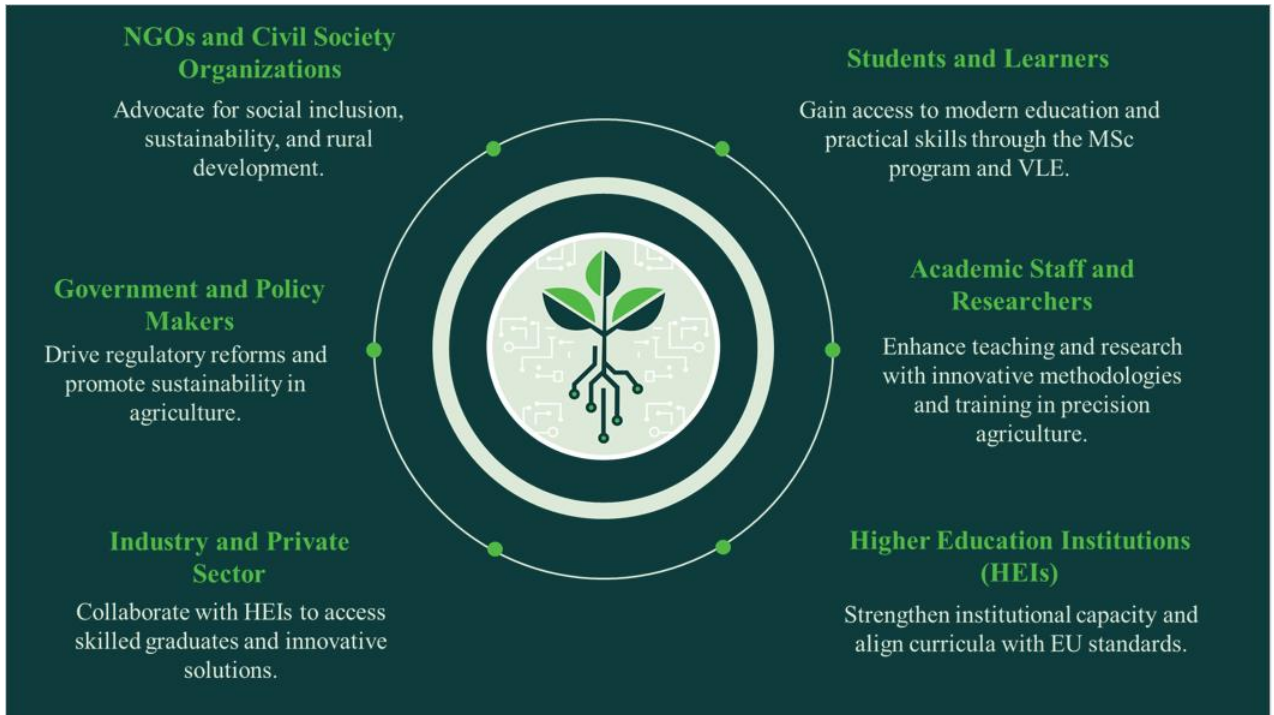 NGOs and Civil Society
Organizations
Advocate for social inclusion,
sustainability, and rural
development.
Students and Learners
Gain access to modern education and
practical skills through the MSc
program and VLE.
Government and Policy
Makers
Drive regulatory reforms and
promote sustainability in
agriculture.
Academic Staff and
Researchers
Enhance teaching and research
with innovative methodologies
and training in precision
agriculture.
Industry and Private
Sector
Collaborate with HEIs to access
skilled graduates and innovative
solutions.
Higher Education Institutions
(HEIs)
Strengthen institutional capacity and
align curricula with EU standards.